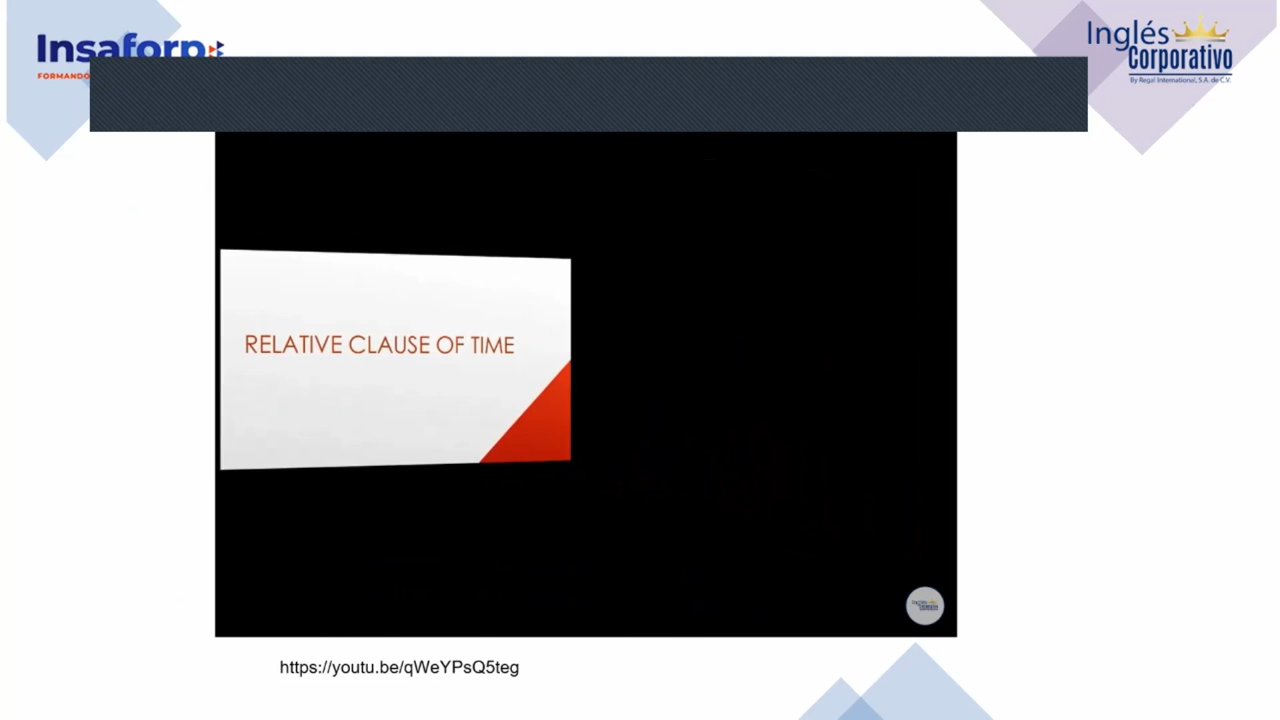 Insaforp
FORMANDO
Inglés
Corporativo
By Regal International, S.A. de C.V.
RELATIVE CLAUSE OF TIME
https://youtu.be/qWeYPsQ5teg